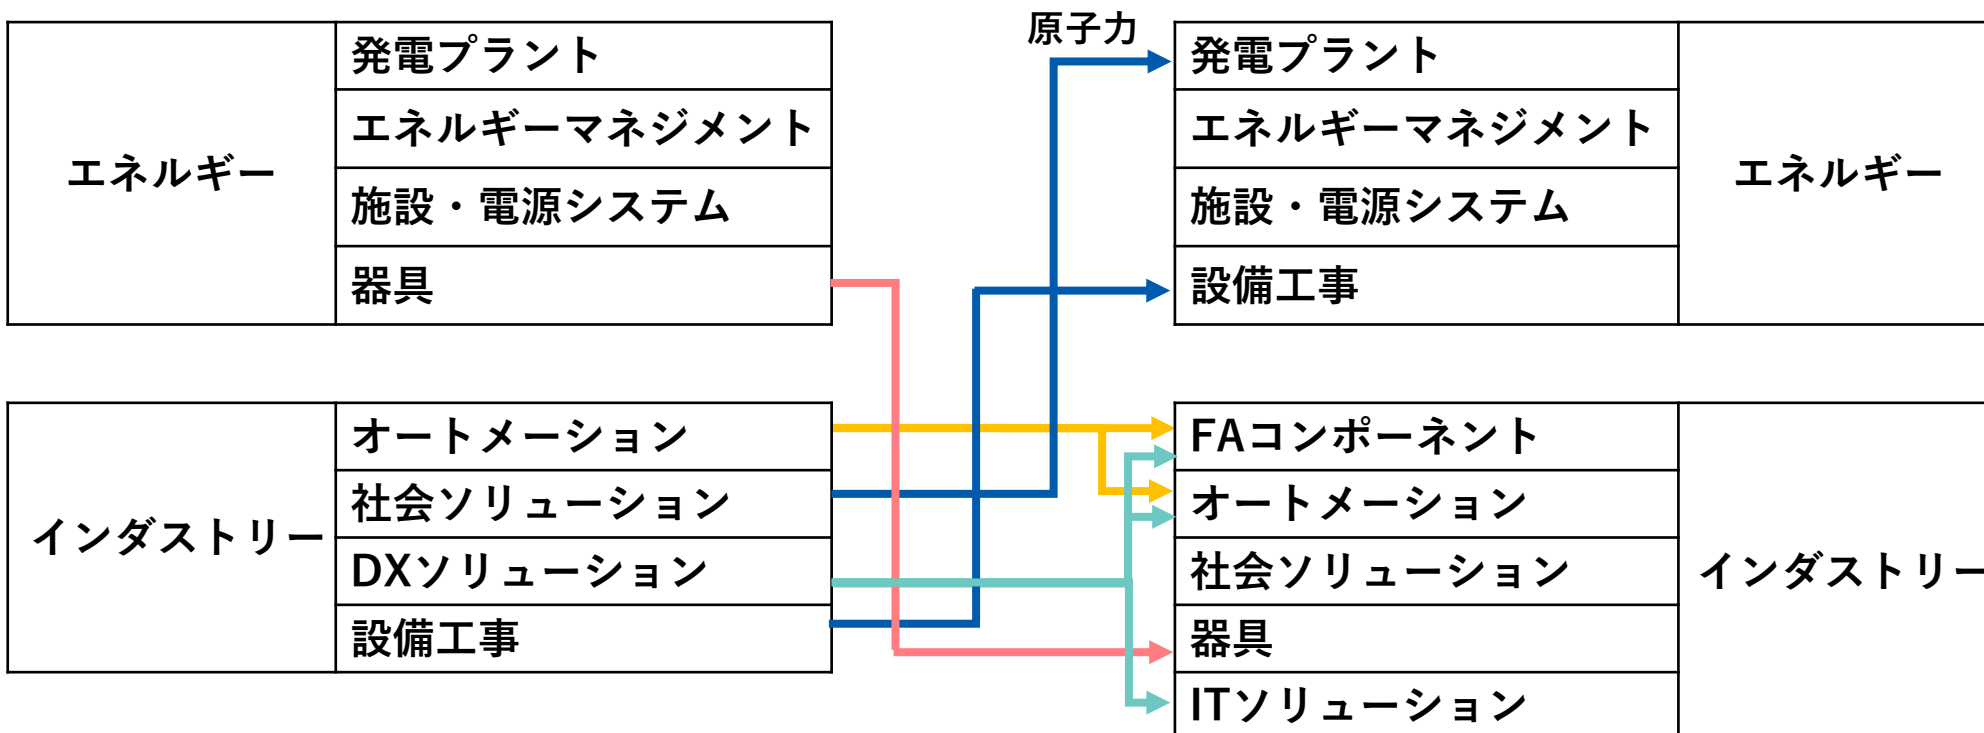 原子力
エネルギー
発電プラント
エネルギーマネジメント
施設・電源システム
器具
発電プラント
エネルギーマネジメント
施設・電源システム
設備工事
エネルギー
インダストリー
オートメーション
社会ソリューション
DXソリューション
設備工事
FAコンポーネント
オートメーション
社会ソリューション
器具
ITソリューション
インダストリー